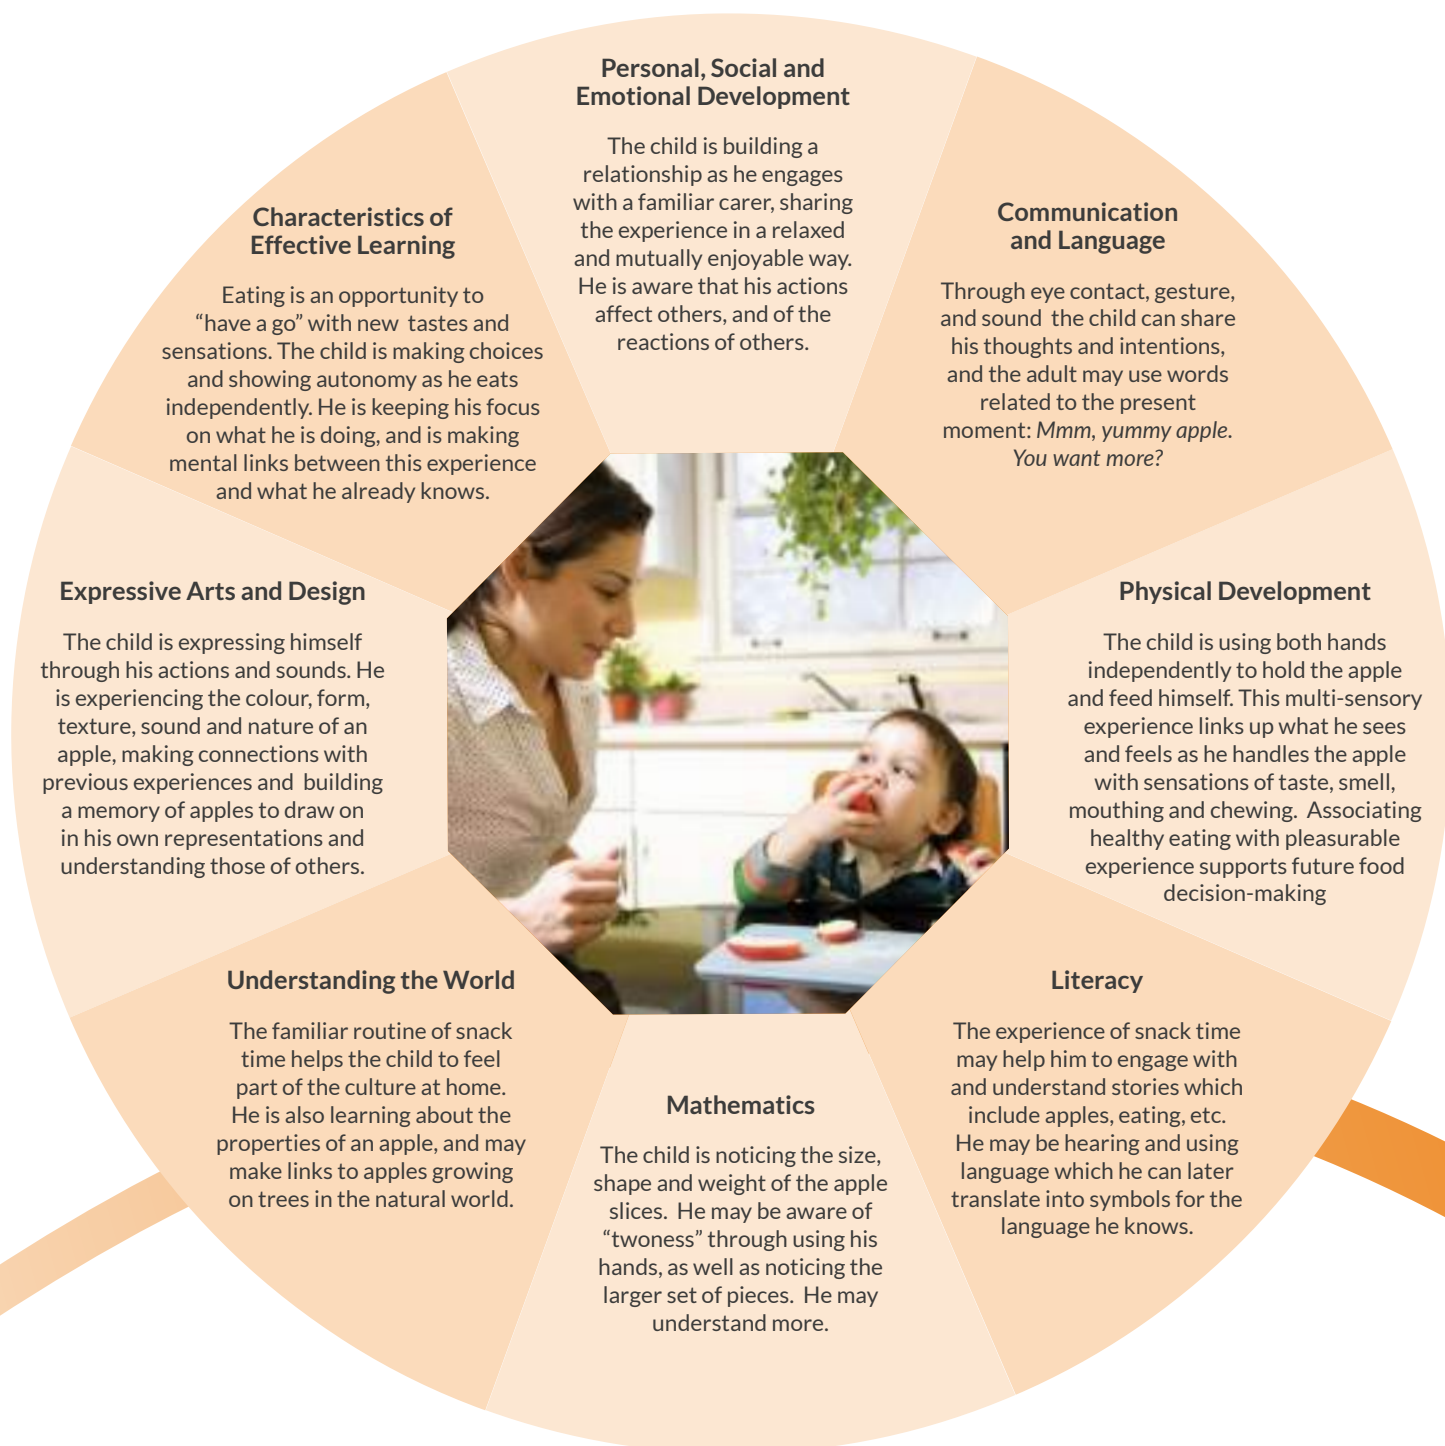 Personal, Social and
Emotional Development
The child is building a
relationship as he engages
with a familiar carer, sharing
the experience in a relaxed
and mutually enjoyable way.
He is aware that his actions
affect others, and of the
reactions of others.
Communication
and Language
Through eye contact, gesture,
and sound the child can share
his thoughts and intentions,
and the adult may use words
related to the present
moment: Mmm, yummy apple.
You want more?
Physical Development
The child is using both hands
independently to hold the apple
and feed himself. This multi-sensory
experience links up what he sees
and feels as he handles the apple
with sensations of taste, smell,
mouthing and chewing. Associating
healthy eating with pleasurable
experience supports future food
decision-making
Literacy
The experience of snack time
may help him to engage with
and understand stories which
include apples, eating, etc.
He may be hearing and using
language which he can later
translate into symbols for the
language he knows.
Mathematics
The child is noticing the size,
shape and weight of the apple
slices. He may be aware of
“twoness” through using his
hands, as well as noticing the
larger set of pieces. He may
understand more.
Understanding the World
The familiar routine of snack
time helps the child to feel
part of the culture at home.
He is also learning about the
properties of an apple, and may
make links to apples growing
on trees in the natural world.
Expressive Arts and Design
The child is expressing himself
through his actions and sounds. He
is experiencing the colour, form,
texture, sound and nature of an
apple, making connections with
previous experiences and building
a memory of apples to draw on
in his own representations and
understanding those of others.
Characteristics of
Effective Learning
Eating is an opportunity to
“have a go” with new tastes and
sensations. The child is making choices
and showing autonomy as he eats
independently. He is keeping his focus
on what he is doing, and is making
mental links between this experience
and what he already knows.